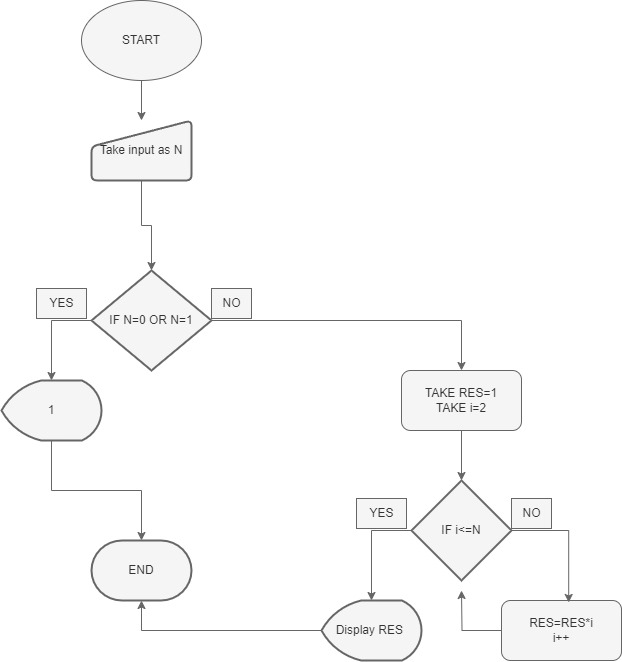 START
Take input as N
YES
NO
IF N=0 OR N=1
1
TAKE RES=1
TAKE i=2
YES
NO
IF i<=N
END
Display RES
RES=RES*i
i++